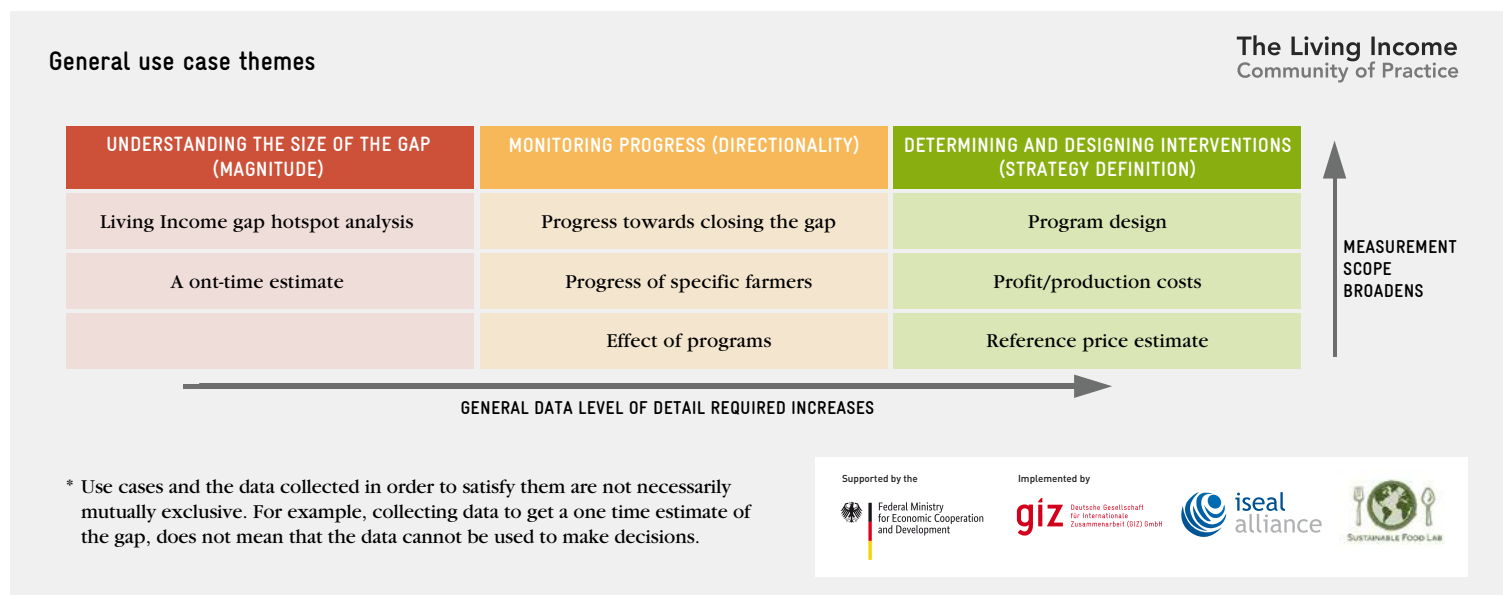 General use case themes
The Living Income
Community of Practice
UNDERSTANDING THE SIZE OF THE GAP
(MAGNITUDE)
MONITORING PROGRESS (DIRECTIONALITY)
DETERMINING AND DESIGNING INTERVENTIONS
(STRATEGY DEFINITION)
Living Income gap hotspot analysis
Progress towards closing the gap
Program design
A ont-time estimate
Progress of specific farmers
Profit/production costs
Effect of programs
Reference price estimate
MEASUREMENT
SCOPE
BROADENS
GENERAL DATA LEVEL OF DETAIL REQUIRED INCREASES
* Use cases and the data collected in order to satisfy them are not necessarily
mutually exclusive. For example, collecting data to get a one time estimate of
the gap, does not mean that the data cannot be used to make decisions.
Supported by the
Federal Ministry
for Economic Cooperation
and Development
Implemented by
giz
Deutsche Gesellschaft
für Internationale
Zusammenarbeit (GIZ) GmbH
iseal
alliance
SUSTAINABLE FOOD LAB